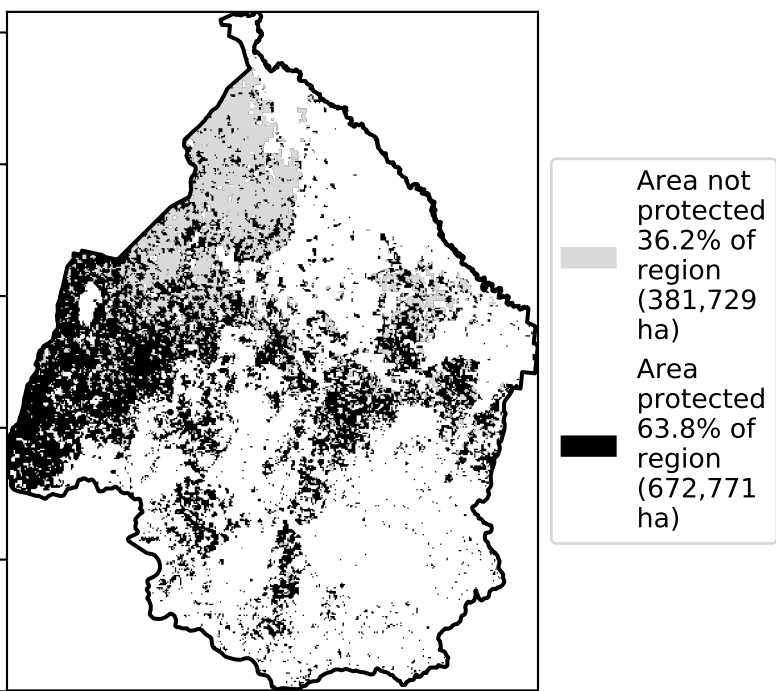 Area not
protected
36.2% of
region
(381,729
ha)
Area
protected
63.8% of
region
(672,771
ha)